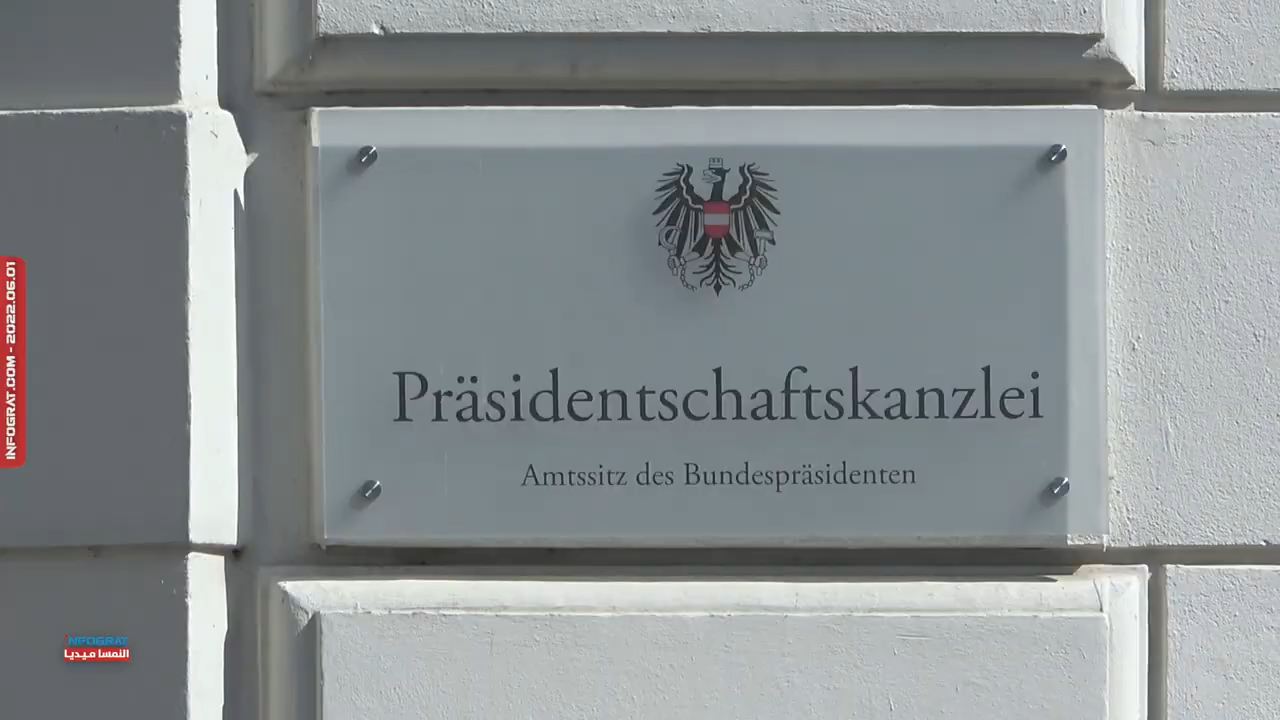 Präsidentschaftskanzlei
Amtssitz des Bundespräsidenten
INFOGRAT.COM - 2022.06.01
INFOGRAT
النمسا ميديا